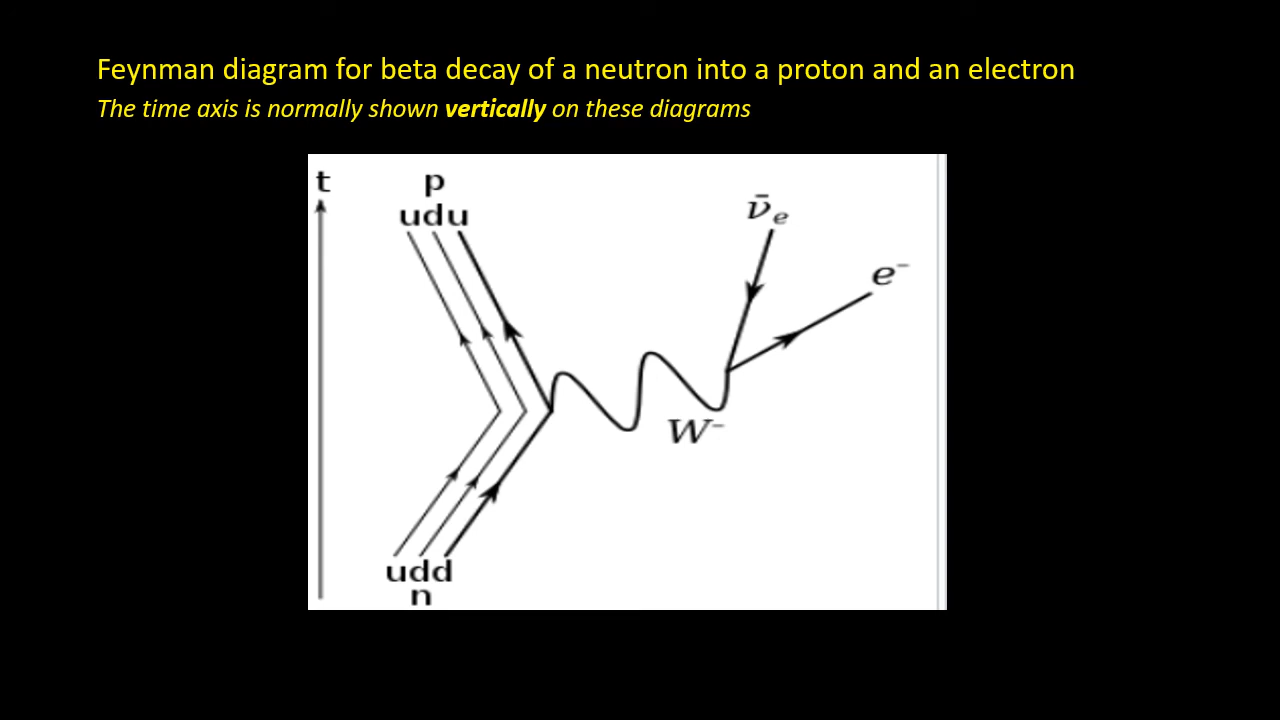 Feynman diagram for beta decay of a neutron into a proton and an electron
The time axis is normally shown vertically on these diagrams
t
p
udu
ν̄e
e⁻
W⁻
udd
n